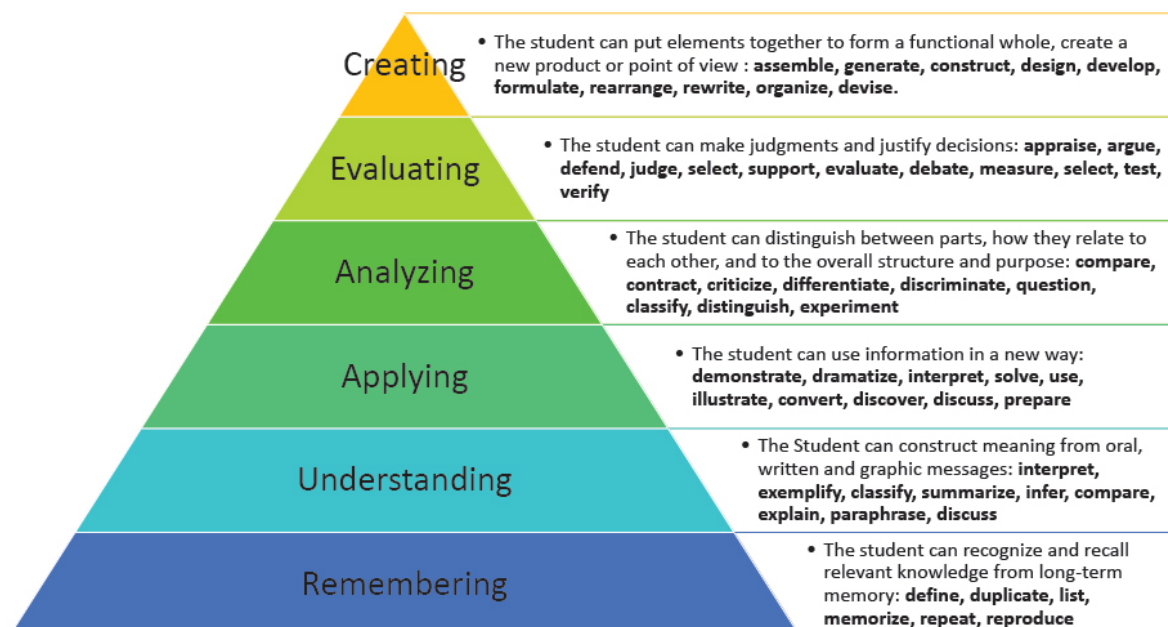 Creating
• The student can put elements together to form a functional whole, create a
new product or point of view : assemble, generate, construct, design, develop,
formulate, rearrange, rewrite, organize, devise.
Evaluating
• The student can make judgments and justify decisions: appraise, argue,
defend, judge, select, support, evaluate, debate, measure, select, test,
verify
Analyzing
• The student can distinguish between parts, how they relate to
each other, and to the overall structure and purpose: compare,
contract, criticize, differentiate, discriminate, question,
classify, distinguish, experiment
Applying
• The student can use information in a new way:
demonstrate, dramatize, interpret, solve, use,
illustrate, convert, discover, discuss, prepare
Understanding
• The Student can construct meaning from oral,
written and graphic messages: interpret,
exemplify, classify, summarize, infer, compare,
explain, paraphrase, discuss
Remembering
• The student can recognize and recall
relevant knowledge from long-term
memory: define, duplicate, list,
memorize, repeat, reproduce